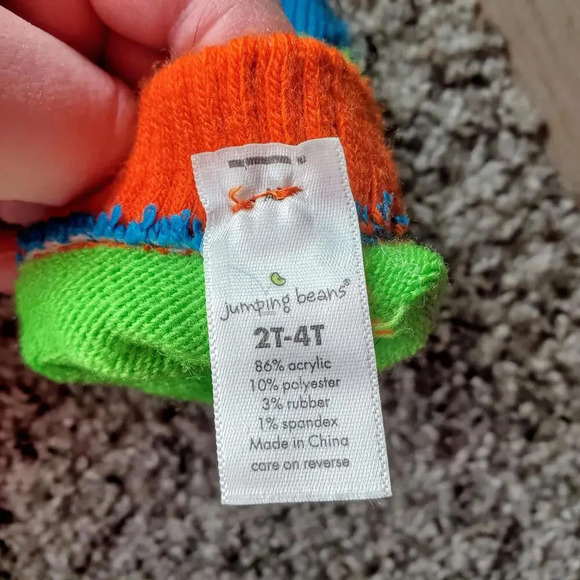 jumping beans®
2T-4T
86% acrylic
10% polyester
3% rubber
1% spandex
Made in China
care on reverse